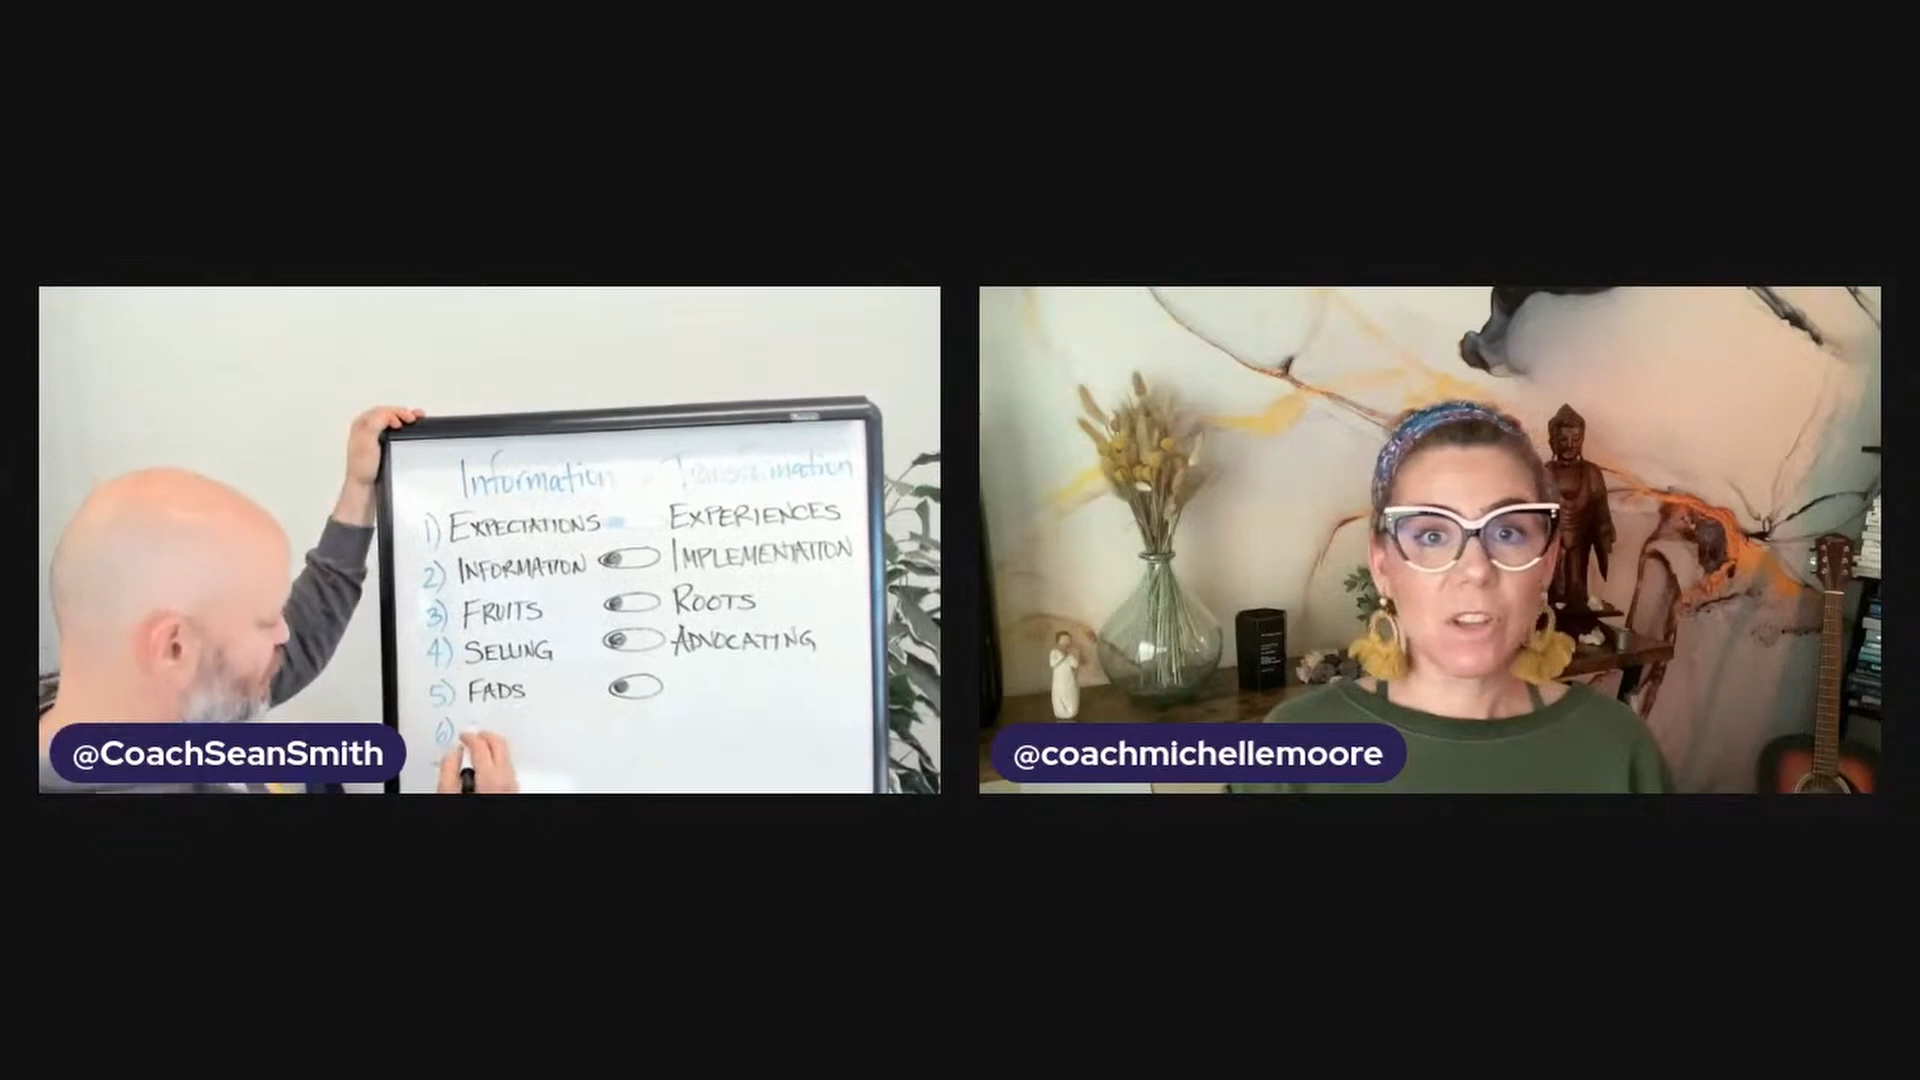 Information Transformation
1) EXPECTATIONS EXPERIENCES
2) INFORMATION IMPLEMENTATION
3) FRUITS ROOTS
4) SELLING ADVOCATING
5) FADS
6)
@CoachSeanSmith
@coachmichellemoore